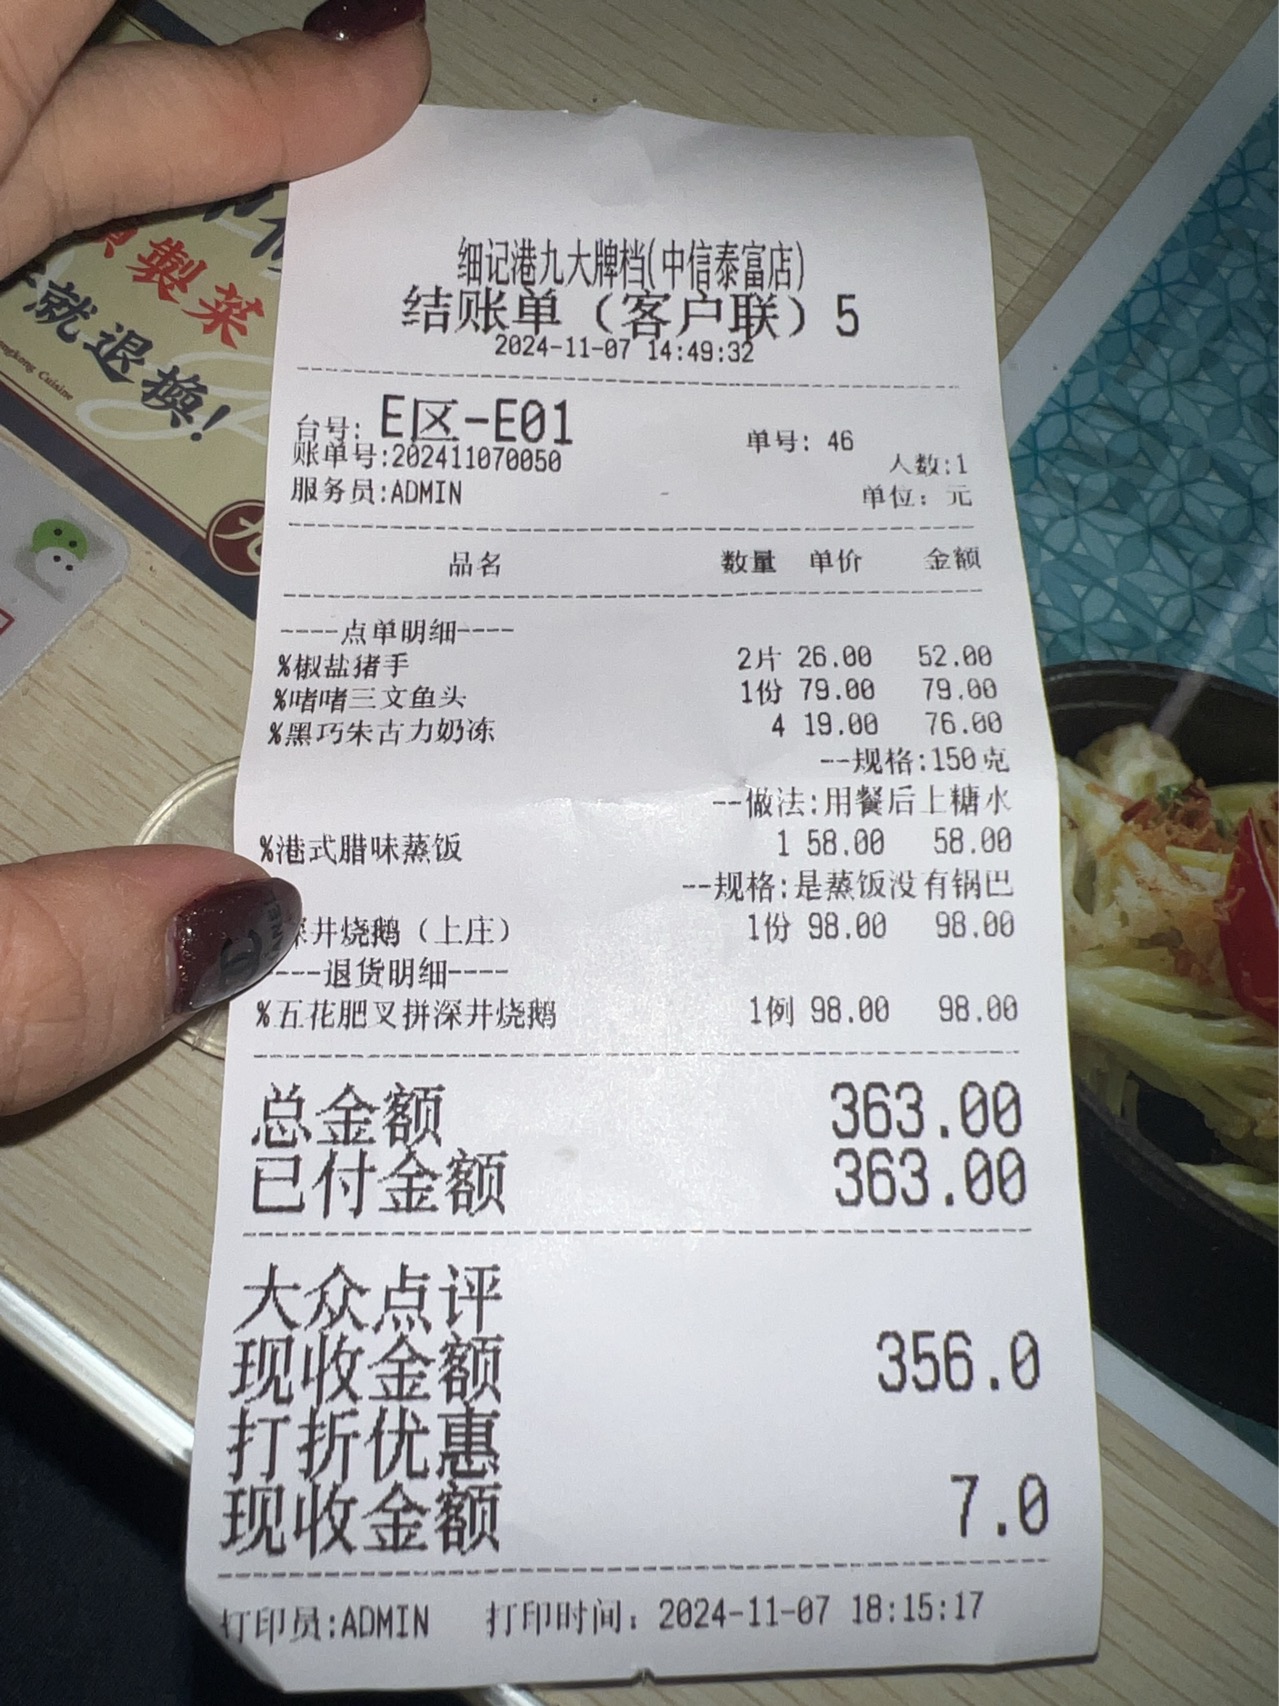 製菜
就退換!
ongkong Cuisine
细记港九大牌档(中信泰富店)
结账单（客户联）5
2024-11-07 14:49:32
台号: E区-E01 单号: 46
账单号:202411070050 人数:1
服务员:ADMIN 单位: 元
品名 数量 单价 金额
----点单明细----
%椒盐猪手 2片 26.00 52.00
%啫啫三文鱼头 1份 79.00 79.00
%黑巧朱古力奶冻 4 19.00 76.00
--规格:150克
--做法:用餐后上糖水
%港式腊味蒸饭 1 58.00 58.00
--规格:是蒸饭没有锅巴
深井烧鹅（上庄） 1份 98.00 98.00
----退货明细----
%五花肥叉拼深井烧鹅 1例 98.00 98.00
总金额 363.00
已付金额 363.00
大众点评
现收金额 356.0
打折优惠
现收金额 7.0
打印员:ADMIN 打印时间: 2024-11-07 18:15:17